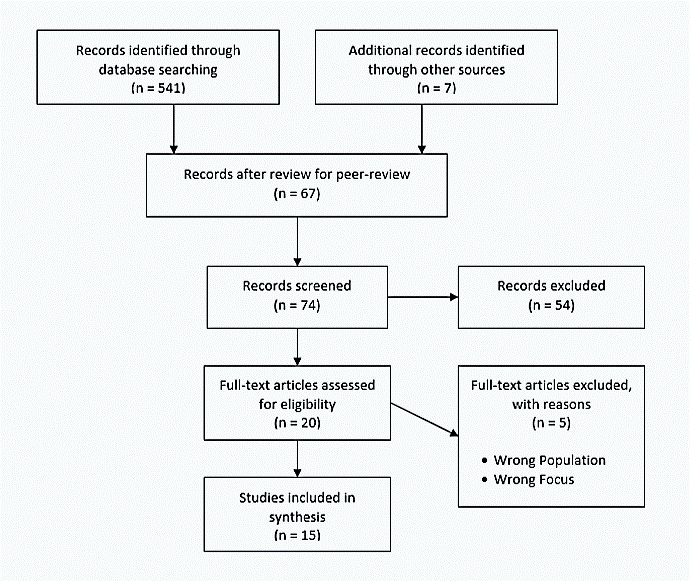 Records identified through
database searching
(n = 541)
Additional records identified
through other sources
(n = 7)
Records after review for peer-review
(n = 67)
Records screened
(n = 74)
Records excluded
(n = 54)
Full-text articles assessed
for eligibility
(n = 20)
Full-text articles excluded,
with reasons
(n = 5)
• Wrong Population
• Wrong Focus
Studies included in
synthesis
(n = 15)